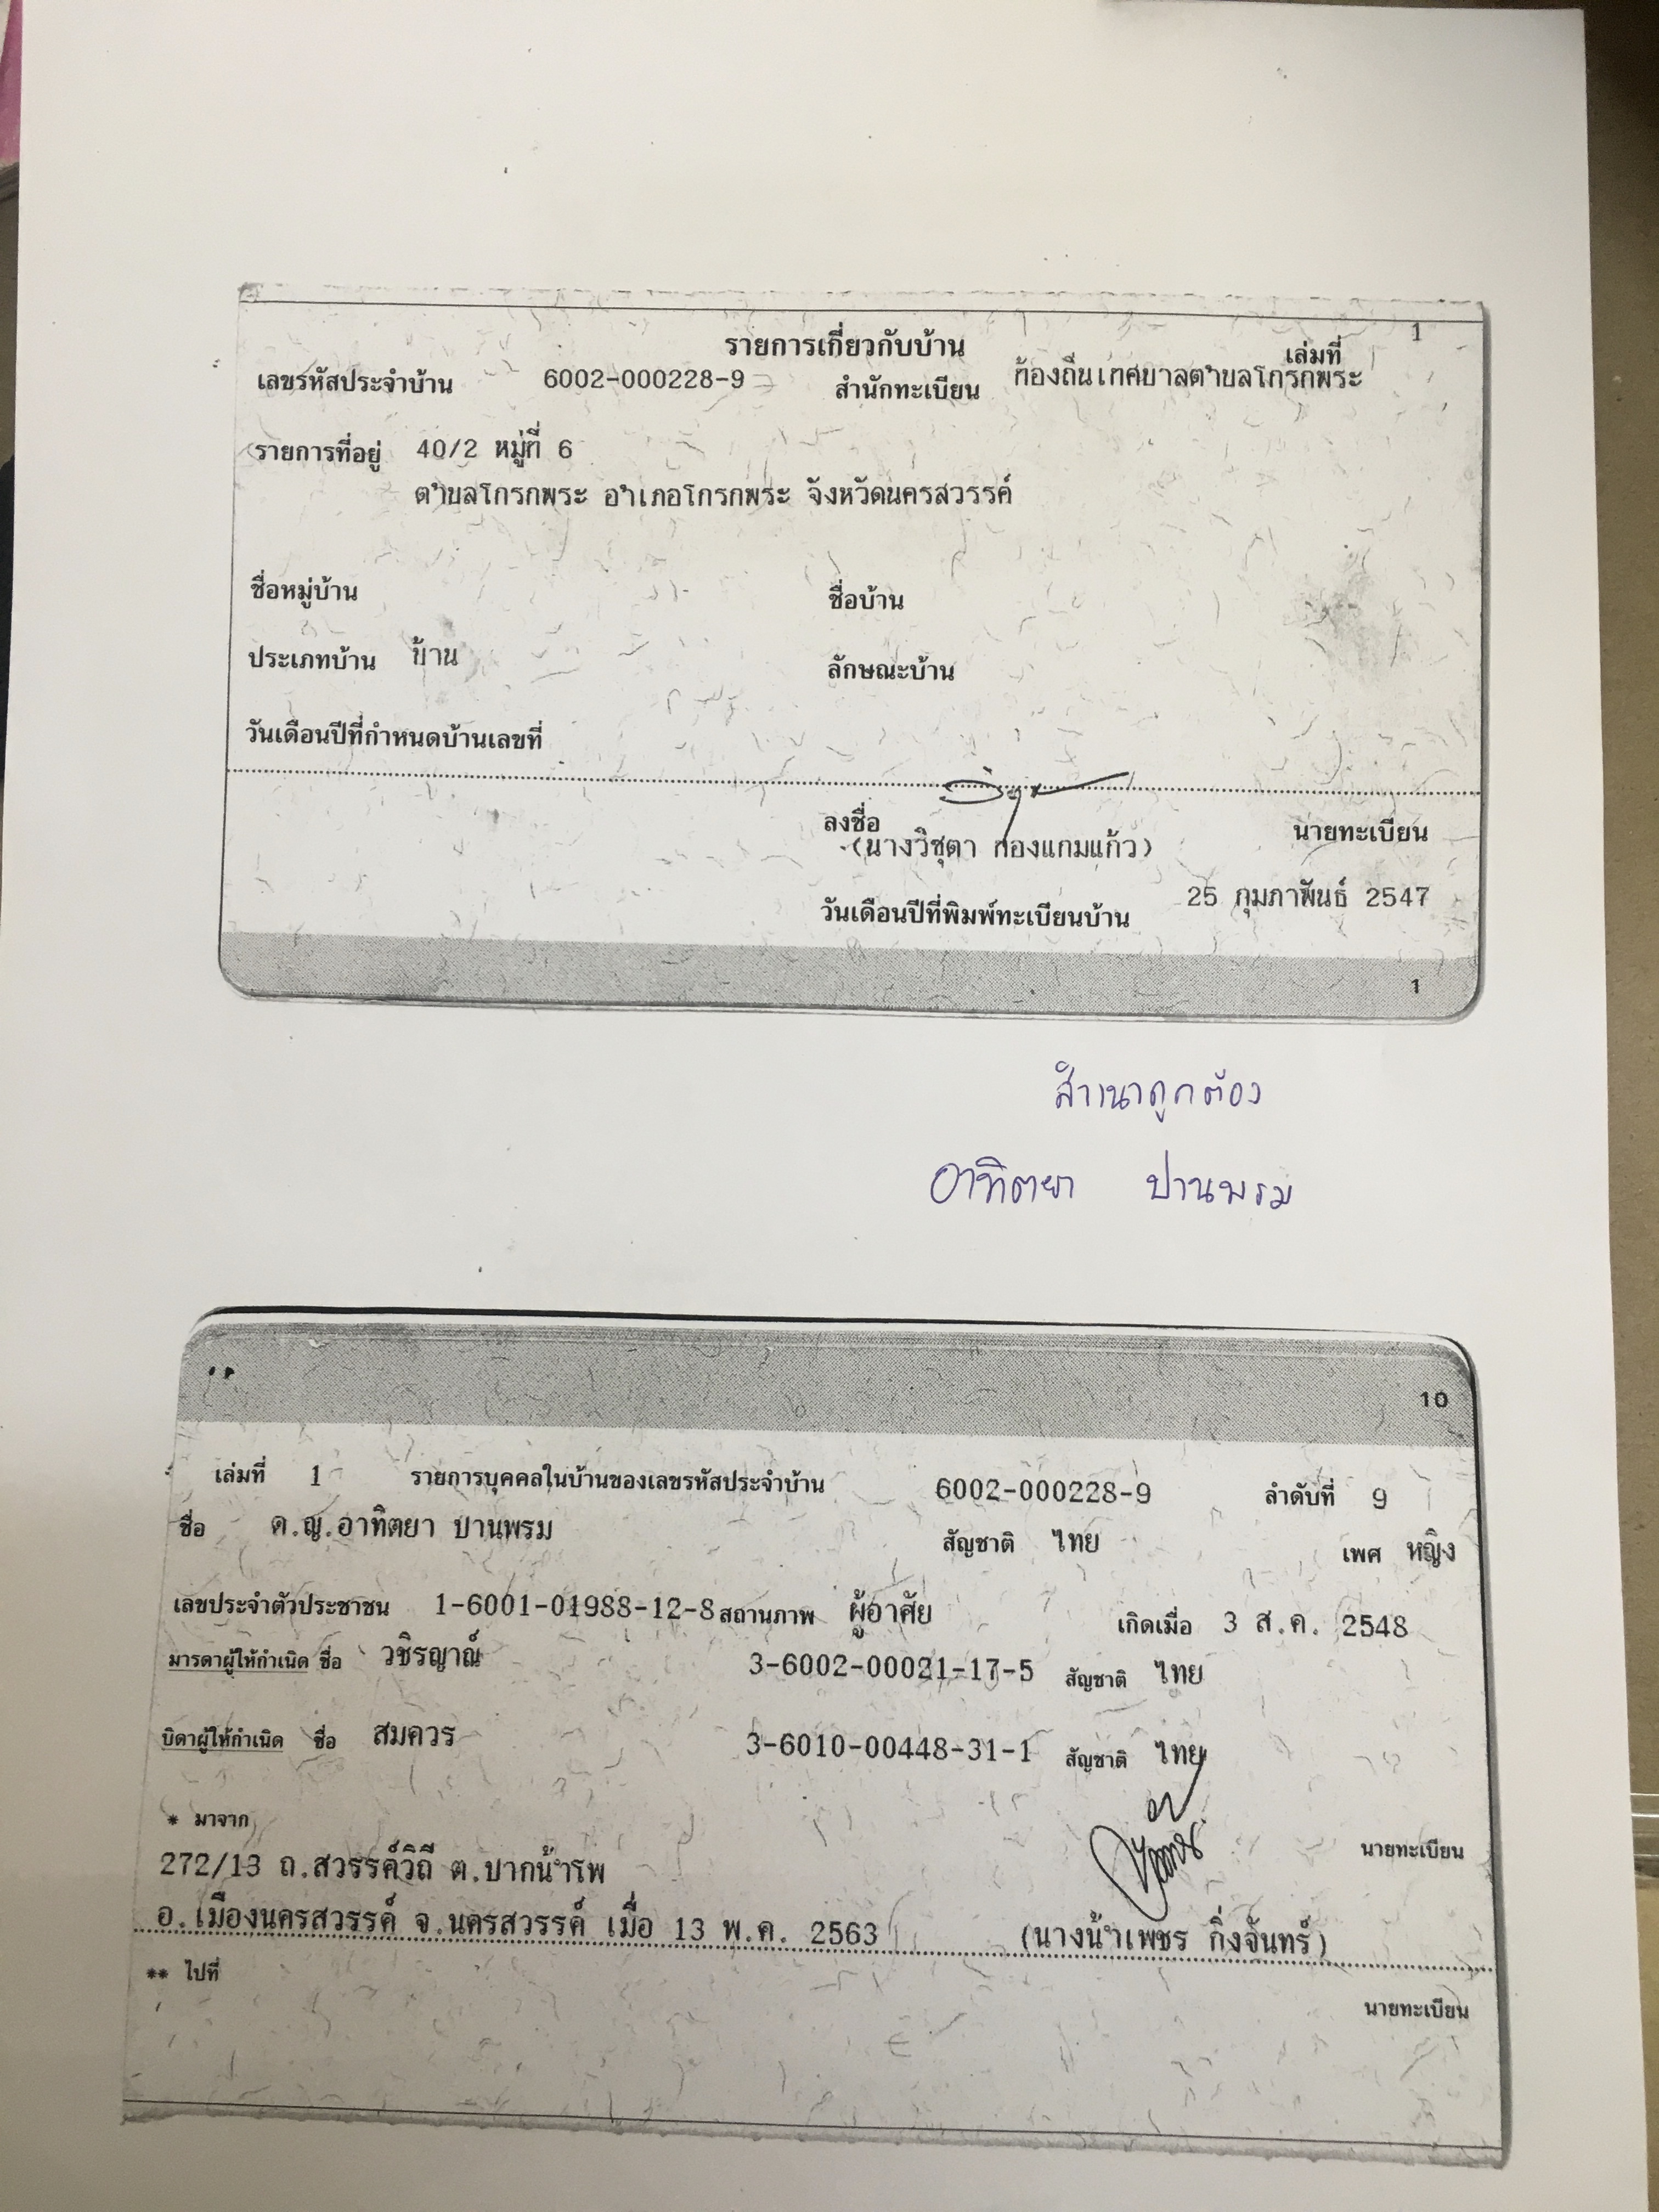 1
รายการเกี่ยวกับบ้าน เล่มที่
เลขรหัสประจำบ้าน 6002-000228-9 สำนักทะเบียน ท้องถิ่นเทศบาลตำบลโกรกพระ
รายการที่อยู่ 40/2 หมู่ที่ 6
ตำบลโกรกพระ อำเภอโกรกพระ จังหวัดนครสวรรค์
ชื่อหมู่บ้าน ชื่อบ้าน
ประเภทบ้าน บ้าน ลักษณะบ้าน
วันเดือนปีที่กำหนดบ้านเลขที่
ลงชื่อ นายทะเบียน
(นางวิชุตา ทองแกมแก้ว)
วันเดือนปีที่พิมพ์ทะเบียนบ้าน 25 กุมภาพันธ์ 2547
1
สำเนาถูกต้อง
อาทิตยา ปานพรม
10
เล่มที่ 1 รายการบุคคลในบ้านของเลขรหัสประจำบ้าน 6002-000228-9 ลำดับที่ 9
ชื่อ ด.ญ.อาทิตยา ปานพรม สัญชาติ ไทย เพศ หญิง
เลขประจำตัวประชาชน 1-6001-01988-12-8 สถานภาพ ผู้อาศัย เกิดเมื่อ 3 ส.ค. 2548
มารดาผู้ให้กำเนิด ชื่อ วชิรญาณ์ 3-6002-00021-17-5 สัญชาติ ไทย
บิดาผู้ให้กำเนิด ชื่อ สมควร 3-6010-00448-31-1 สัญชาติ ไทย
* มาจาก นายทะเบียน
272/13 ถ.สวรรค์วิถี ต.ปากน้ำโพ
อ.เมืองนครสวรรค์ จ.นครสวรรค์ เมื่อ 13 พ.ค. 2563 (นางน้ำเพชร กิ่งจันทร์)
** ไปที่
นายทะเบียน